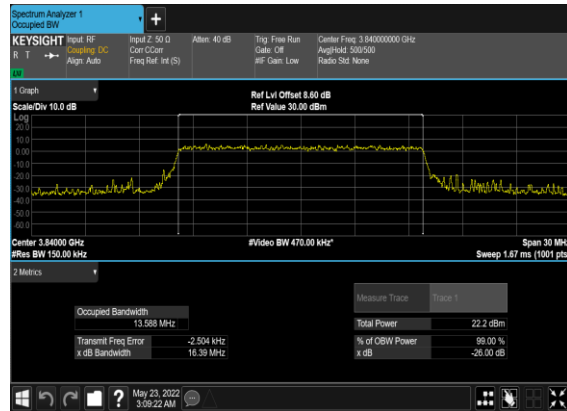 Spectrum Analyzer 1
Occupied BW
KEYSIGHT Input: RF Input Z: 50 Ω Atten: 40 dB Trig: Free Run Center Freq: 3.840000000 GHz
R T Coupling: DC Corr CCorr Gate: Off Avg|Hold: 500/500
Align: Auto Freq Ref: Int (S) #IF Gain: Low Radio Std: None
LW
1 Graph
Ref Lvl Offset 8.60 dB
Scale/Div 10.0 dB Ref Value 30.00 dBm
Log
20.0
10.0
0.00
-10.0
-20.0
-30.0
-40.0
-50.0
-60.0
Center 3.84000 GHz #Video BW 470.00 kHz* Span 30 MHz
#Res BW 150.00 kHz Sweep 1.67 ms (1001 pts
2 Metrics
Measure Trace Trace 1
Occupied Bandwidth
13.588 MHz Total Power 22.2 dBm
Transmit Freq Error -2.504 kHz % of OBW Power 99.00 %
x dB Bandwidth 16.39 MHz x dB -26.00 dB
? May 23, 2022
3:09:22 AM